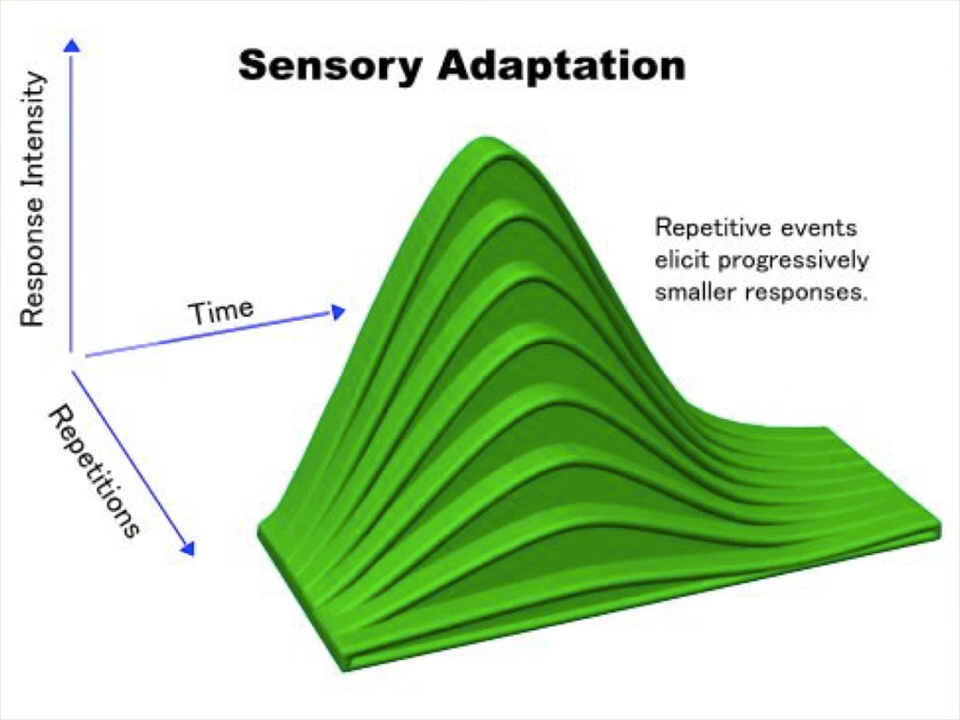 Sensory Adaptation
Response Intensity
Time
Repetitions
Repetitive events
elicit progressively
smaller responses.